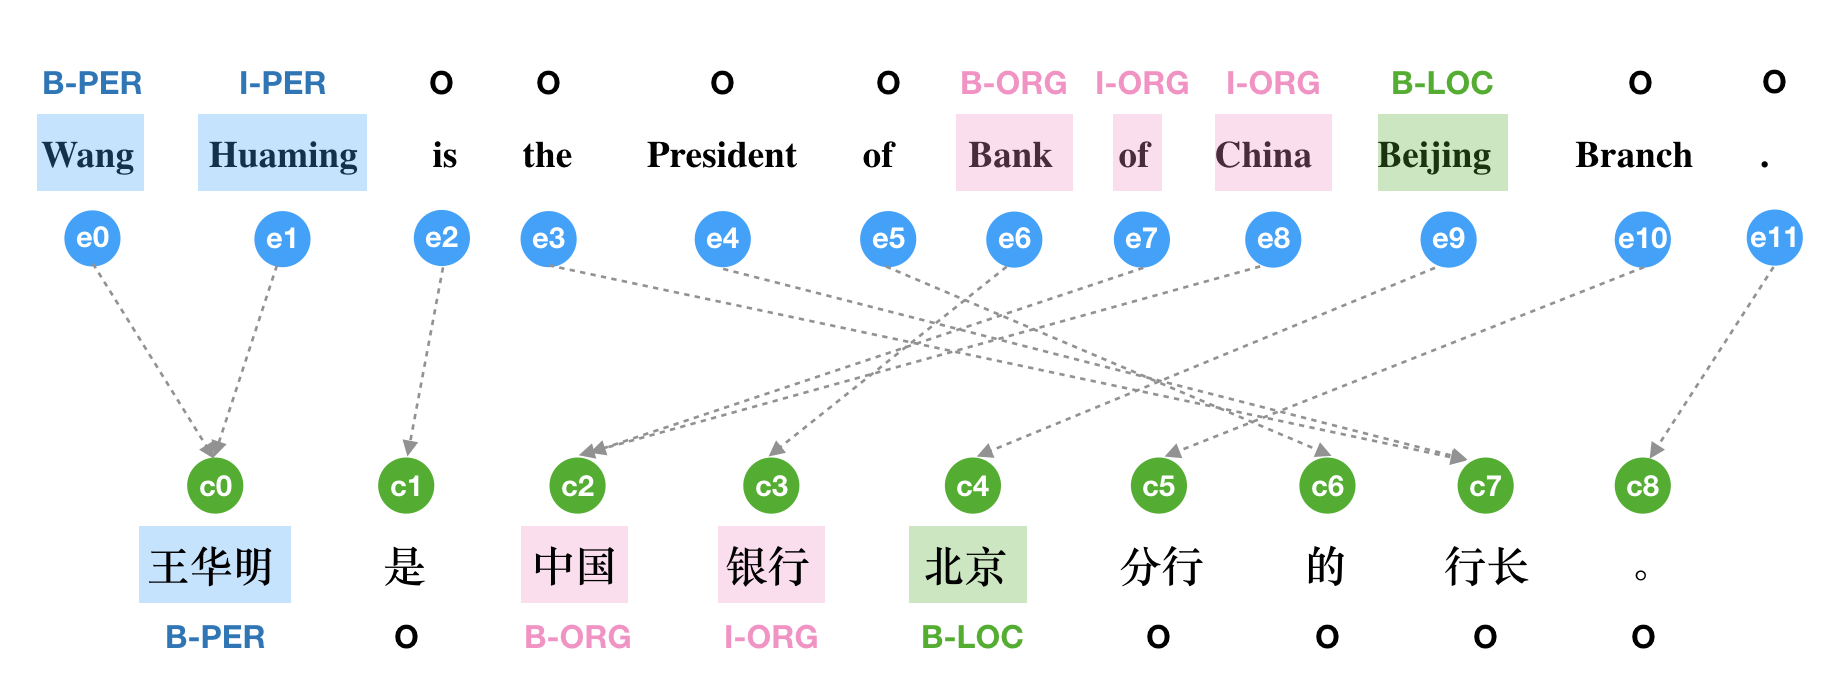 B-PER I-PER O O O O B-ORG I-ORG I-ORG B-LOC O O
Wang Huaming is the President of Bank of China Beijing Branch .
e0 e1 e2 e3 e4 e5 e6 e7 e8 e9 e10 e11
c0 c1 c2 c3 c4 c5 c6 c7 c8
王华明 是 中国 银行 北京 分行 的 行长 。
B-PER O B-ORG I-ORG B-LOC O O O O